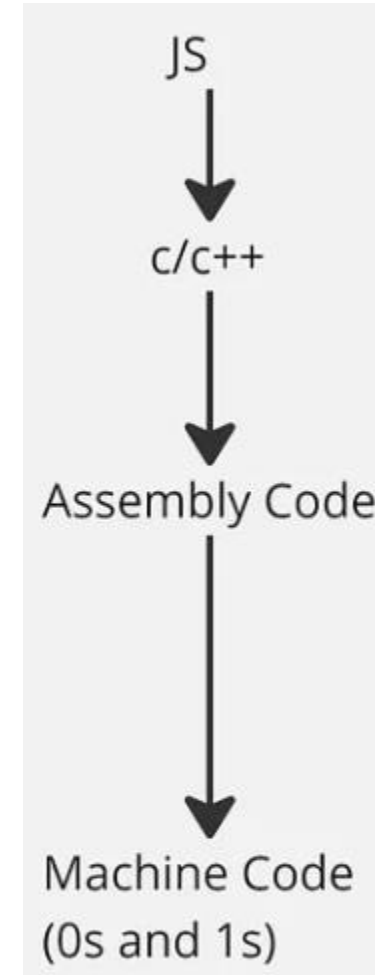 JS
c/c++
Assembly Code
Machine Code
(0s and 1s)